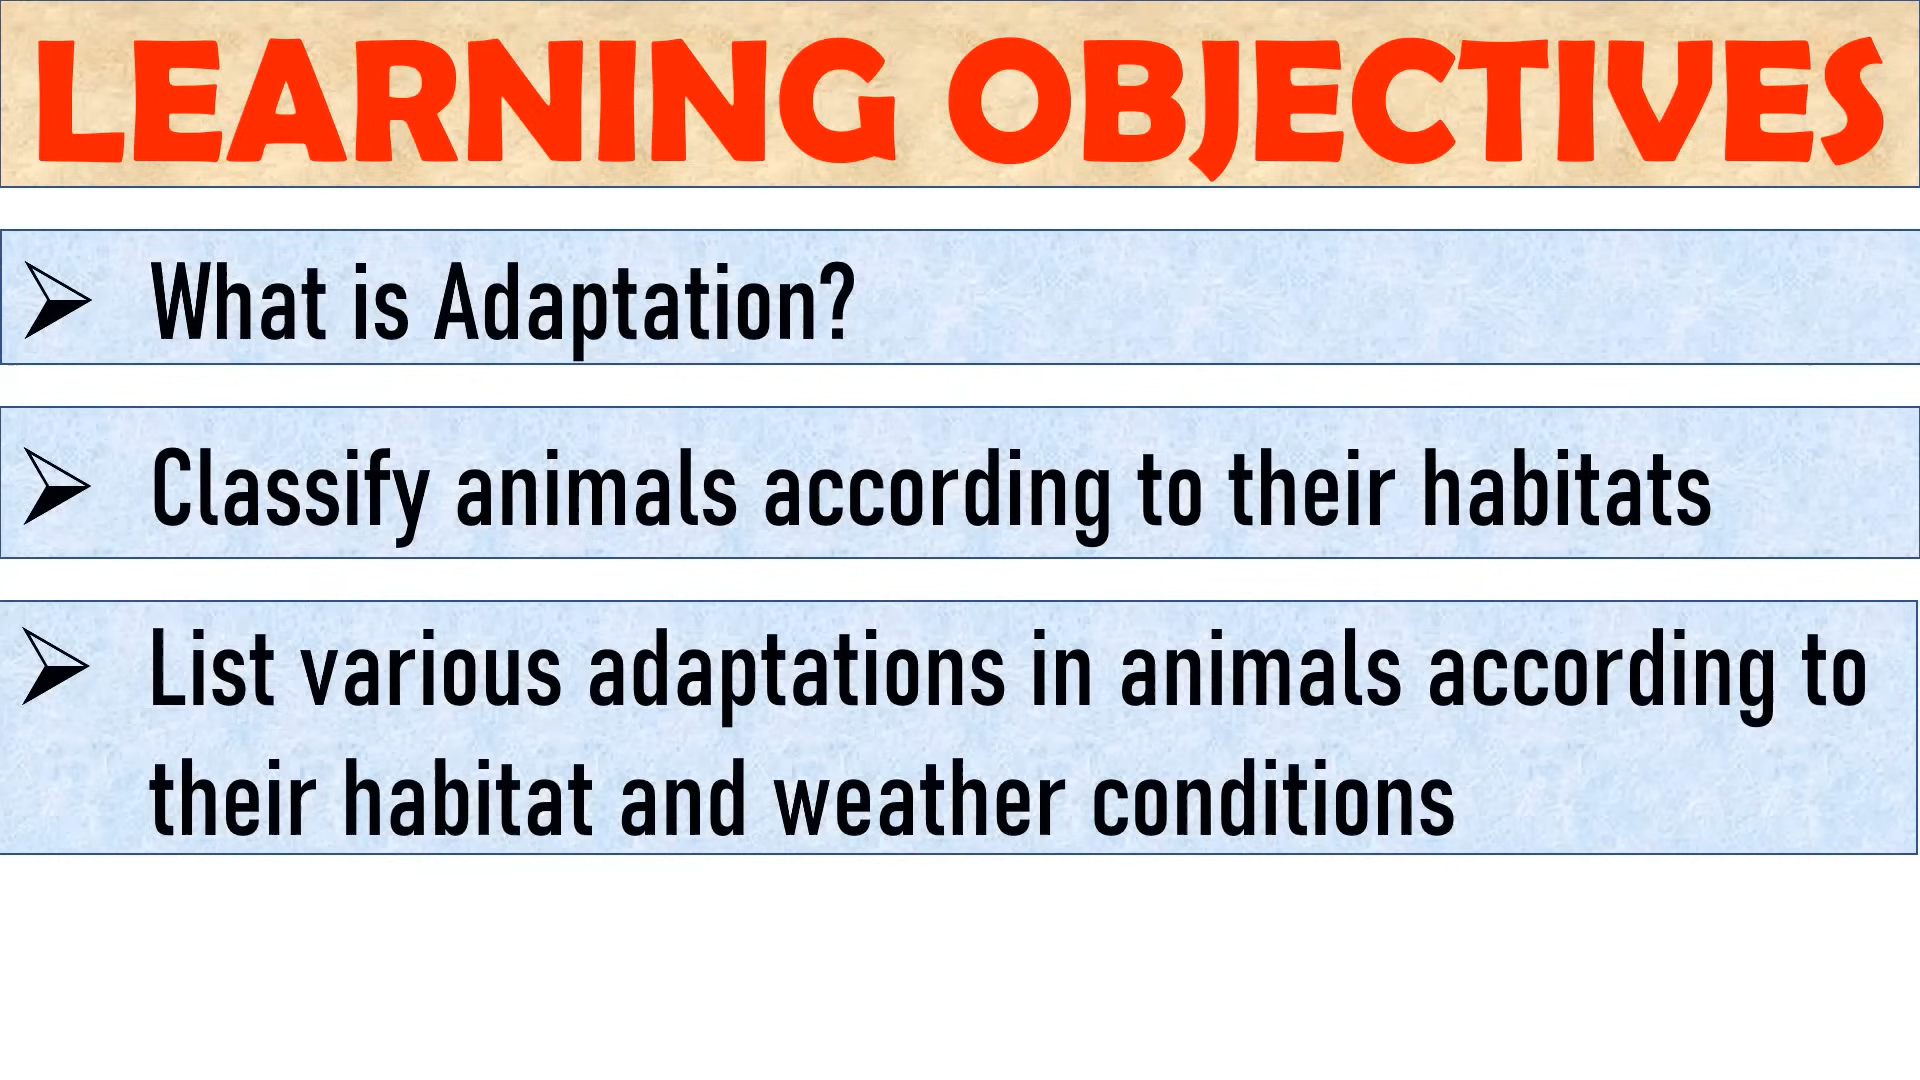 LEARNING OBJECTIVES
What is Adaptation?
Classify animals according to their habitats
List various adaptations in animals according to
their habitat and weather conditions